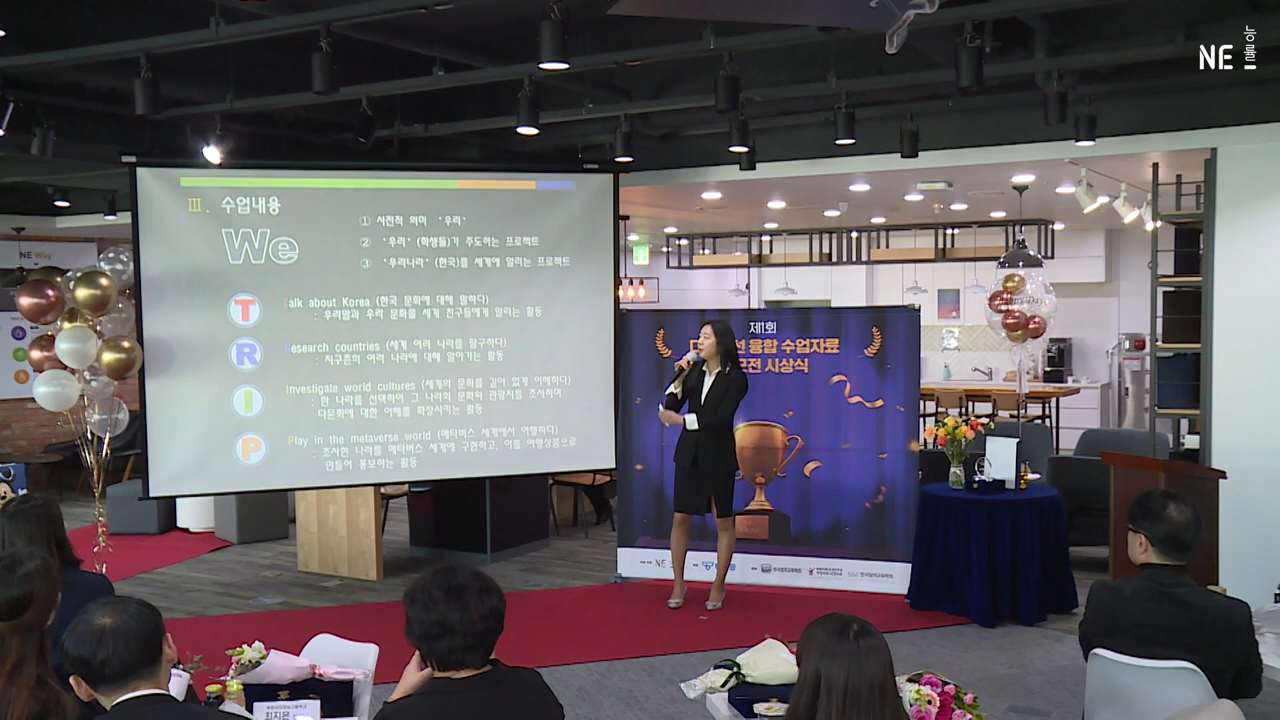 NE 능률
NE Way
Ⅲ. 수업내용
We
① 사전적 의미 '우리'
② '우리' (학생들)가 주도하는 프로젝트
③ '우리나라' (한국)를 세계에 알리는 프로젝트
Talk about Korea (한국 문화에 대해 말하다)
: 우리말과 우리 문화를 세계 친구들에게 알리는 활동
Research countries (세계 여러 나라를 탐구하다)
: 지구촌의 여러 나라에 대해 알아가는 활동
Investigate world cultures (세계의 문화를 깊이 있게 이해하다)
: 한 나라를 선택하여 그 나라의 문화와 관광지를 조사하며
다문화에 대한 이해를 확장시키는 활동
Play in the metaverse world (메타버스 세계에서 여행하다)
: 조사한 나라를 메타버스 세계에 구현하고, 이를 여행상품으로
만들어 홍보하는 활동
제1회
융합 수업자료
모전 시상식
NE
최지은